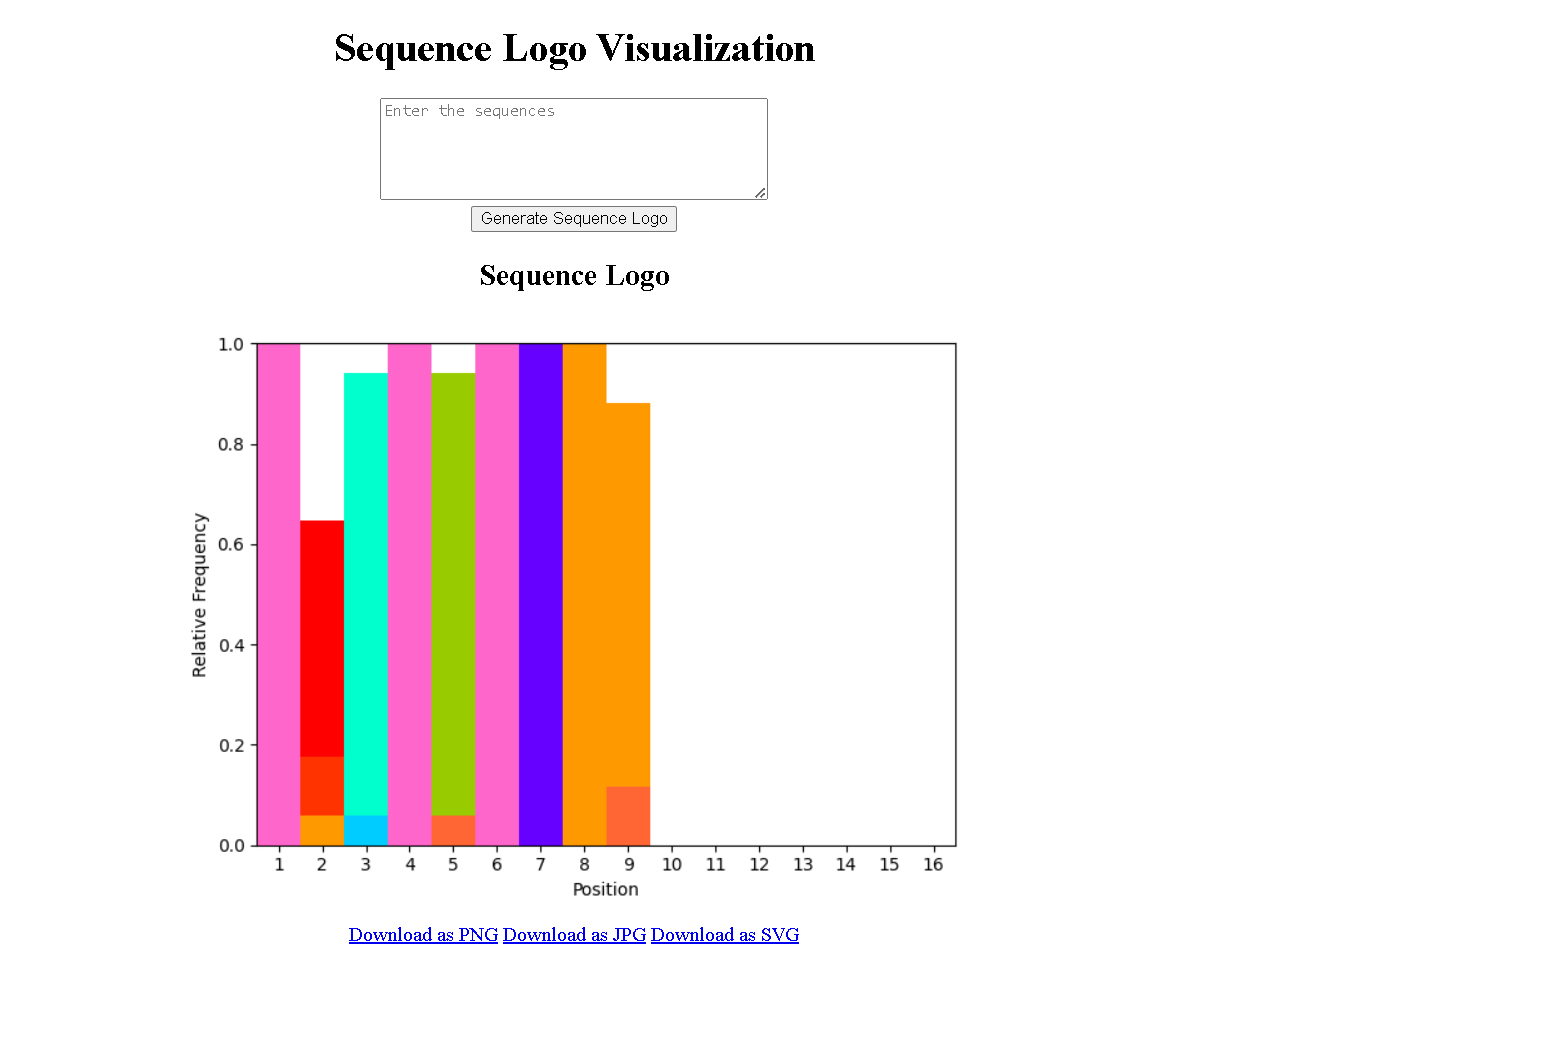 Sequence Logo Visualization
Enter the sequences
Generate Sequence Logo
Sequence Logo
1.0
0.8
0.6
0.4
0.2
0.0
Relative Frequency
1 2 3 4 5 6 7 8 9 10 11 12 13 14 15 16
Position
Download as PNG Download as JPG Download as SVG